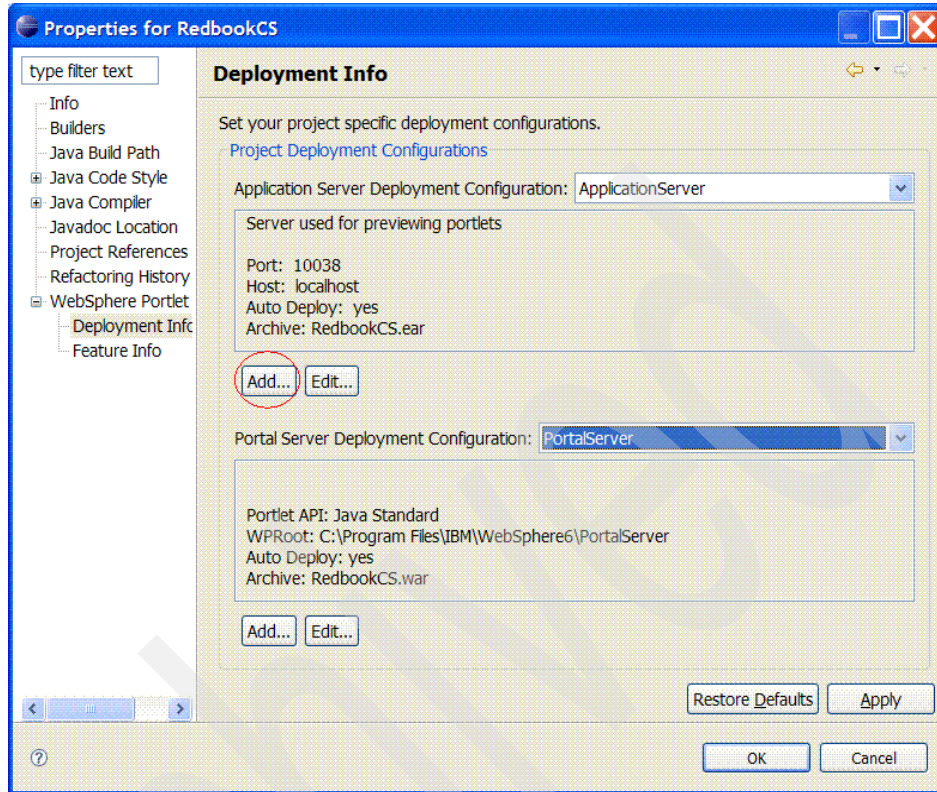 Properties for RedbookCS
type filter text
Info
Builders
Java Build Path
Java Code Style
Java Compiler
Javadoc Location
Project References
Refactoring History
WebSphere Portlet
Deployment Info
Feature Info
Deployment Info
Set your project specific deployment configurations.
Project Deployment Configurations
Application Server Deployment Configuration: ApplicationServer
Server used for previewing portlets
Port: 10038
Host: localhost
Auto Deploy: yes
Archive: RedbookCS.ear
Add... Edit...
Portal Server Deployment Configuration: PortalServer
Portlet API: Java Standard
WPRoot: C:\Program Files\IBM\WebSphere6\PortalServer
Auto Deploy: yes
Archive: RedbookCS.war
Add... Edit...
Restore Defaults Apply
OK Cancel